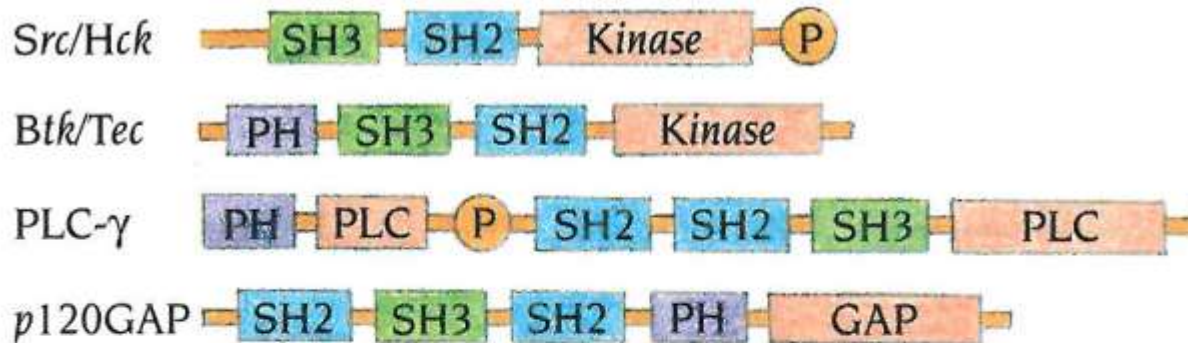 Src/Hck SH3 SH2 Kinase P
Btk/Tec PH SH3 SH2 Kinase
PLC-γ PH PLC P SH2 SH2 SH3 PLC
p120GAP SH2 SH3 SH2 PH GAP